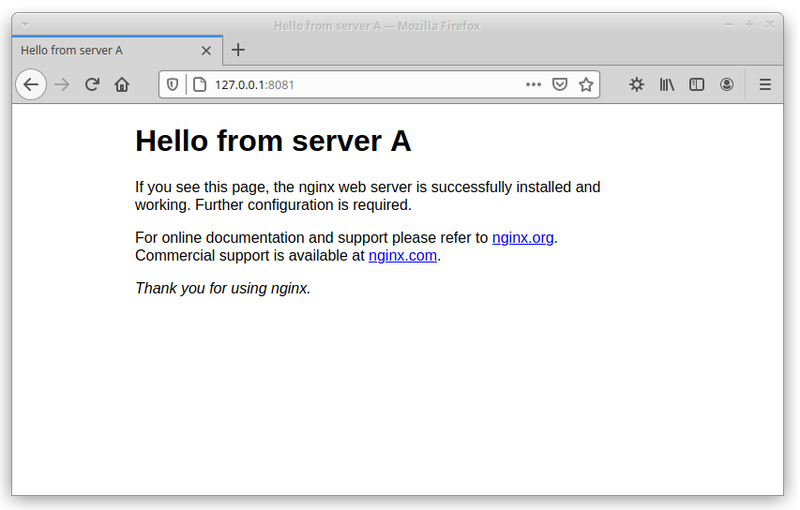 Hello from server A — Mozilla Firefox
Hello from server A
127.0.0.1:8081
Hello from server A
If you see this page, the nginx web server is successfully installed and
working. Further configuration is required.
For online documentation and support please refer to nginx.org.
Commercial support is available at nginx.com.
Thank you for using nginx.